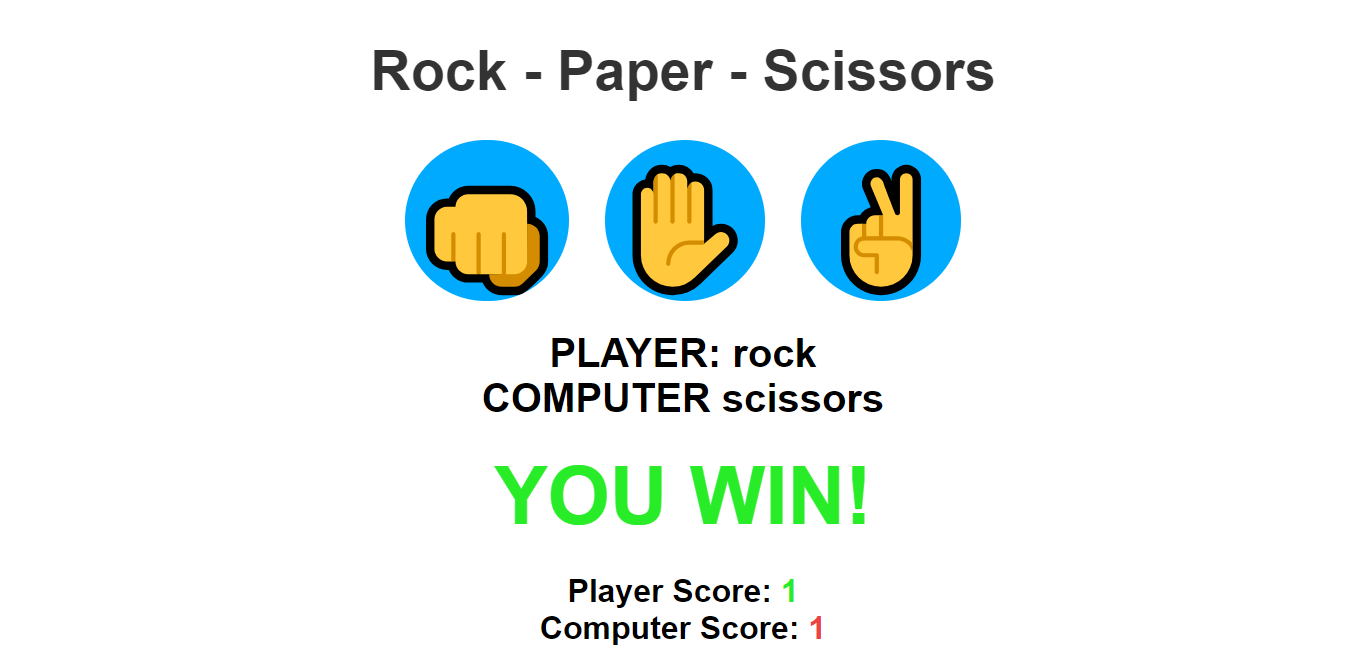 Rock - Paper - Scissors
PLAYER: rock
COMPUTER scissors
YOU WIN!
Player Score: 1
Computer Score: 1